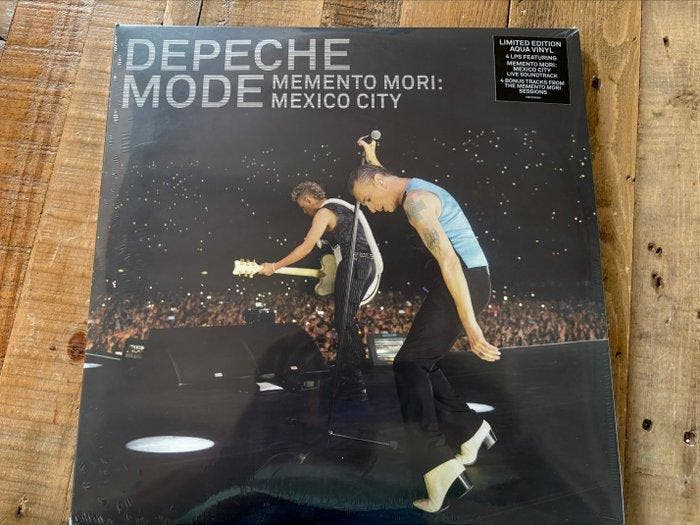 DEPECHE
MODE MEMENTO MORI:
MEXICO CITY
LIMITED EDITION
AQUA VINYL
4 LPS FEATURING
MEMENTO MORI:
MEXICO CITY
LIVE SOUNDTRACK
4 BONUS TRACKS FROM
THE MEMENTO MORI
SESSIONS